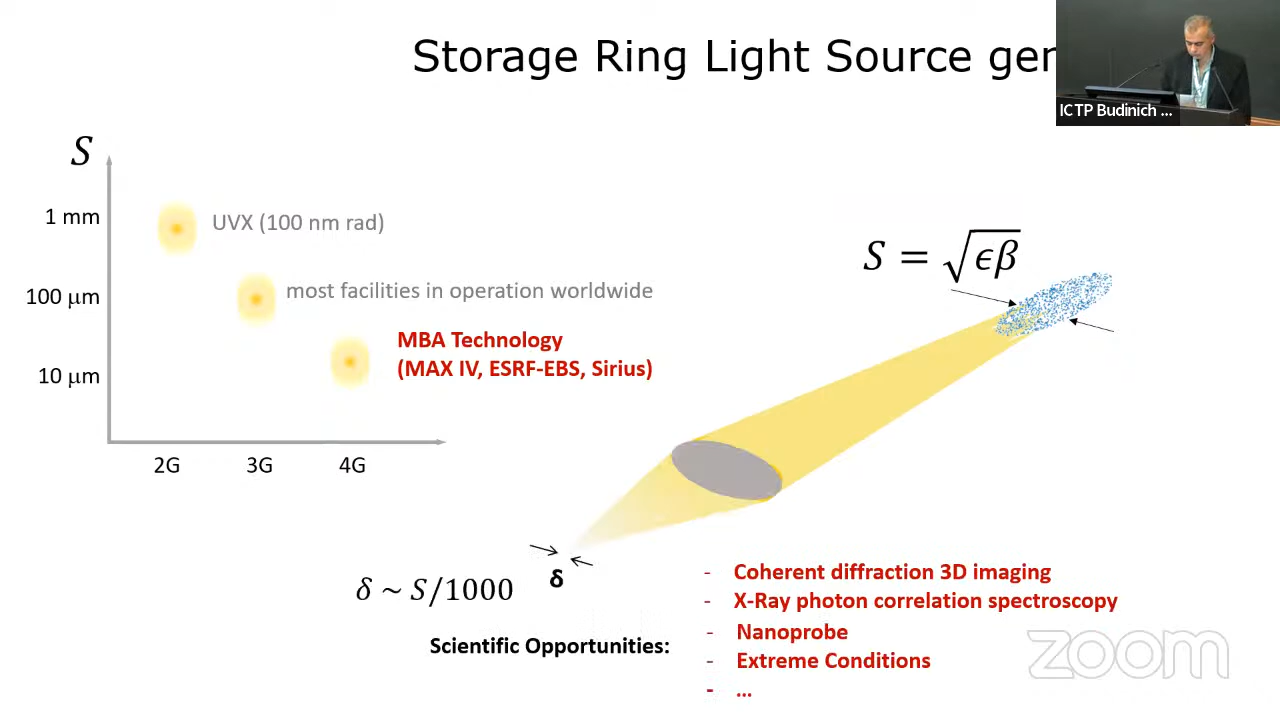 Storage Ring Light Source gen
ICTP Budinich ...
S
1 mm
UVX (100 nm rad)
100 μm
most facilities in operation worldwide
MBA Technology
(MAX IV, ESRF-EBS, Sirius)
10 μm
2G 3G 4G
S = √ϵβ
δ ~ S/1000
δ
Scientific Opportunities:
- Coherent diffraction 3D imaging
- X-Ray photon correlation spectroscopy
- Nanoprobe
- Extreme Conditions
- ...
zoom